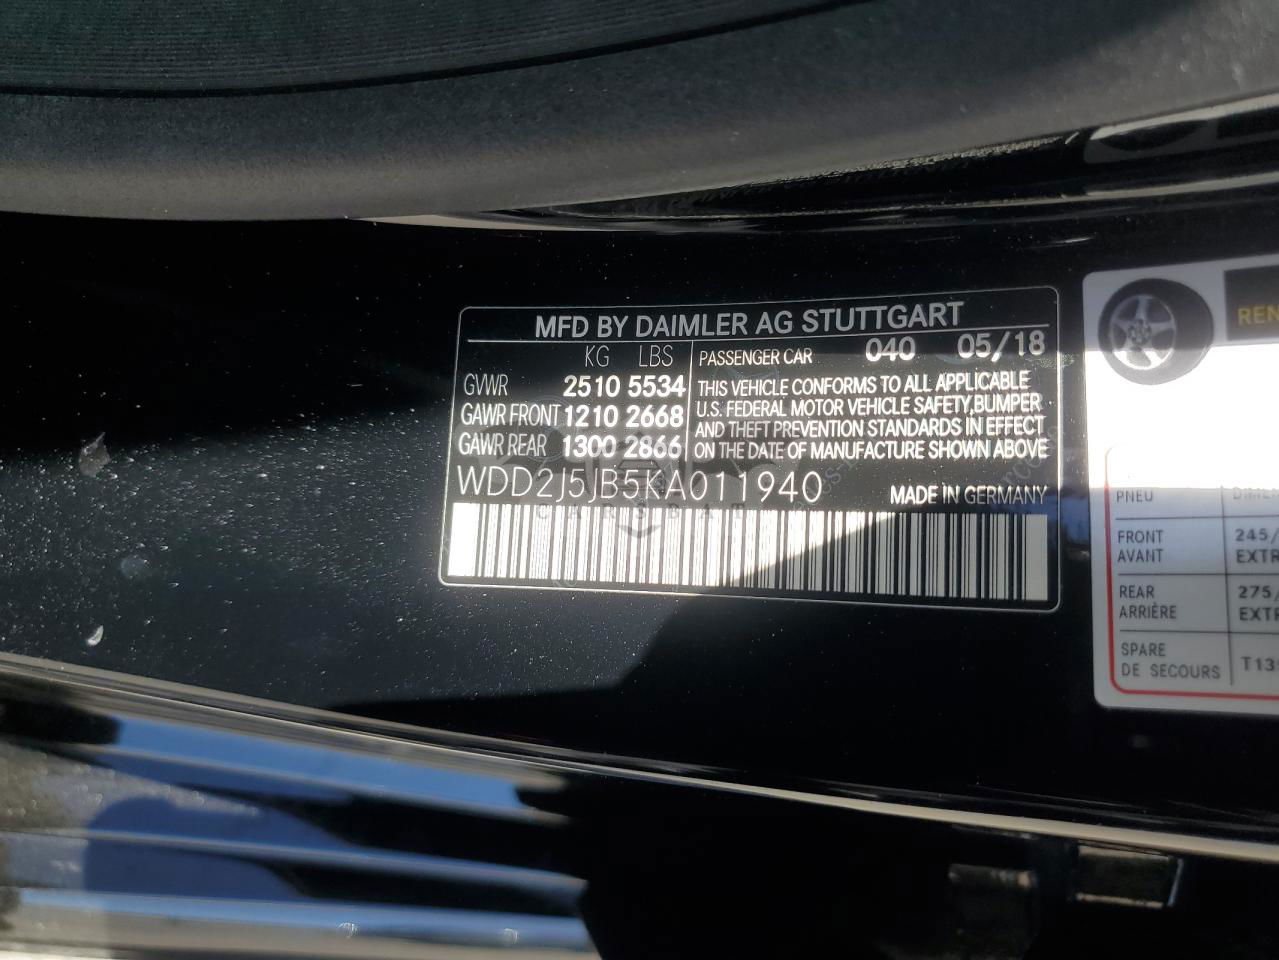 MFD BY DAIMLER AG STUTTGART
KG LBS
GVWR 2510 5534
GAWR FRONT 1210 2668
GAWR REAR 1300 2866
PASSENGER CAR 040 05/18
THIS VEHICLE CONFORMS TO ALL APPLICABLE
U.S. FEDERAL MOTOR VEHICLE SAFETY,BUMPER
AND THEFT PREVENTION STANDARDS IN EFFECT
ON THE DATE OF MANUFACTURE SHOWN ABOVE
WDD2J5JB5KA011940
MADE IN GERMANY
PNEU
FRONT 245/
AVANT EXTR
REAR 275/
ARRIÈRE EXTR
SPARE
DE SECOURS T13